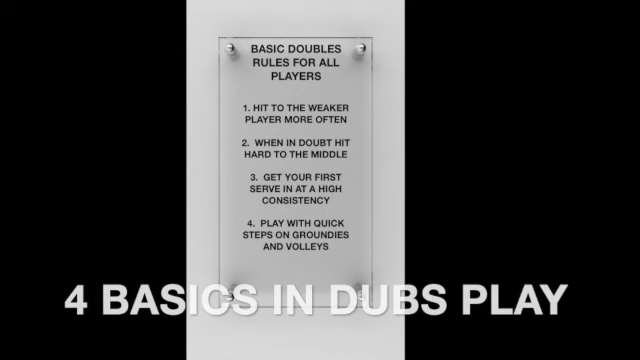 BASIC DOUBLES
RULES FOR ALL
PLAYERS
1. HIT TO THE WEAKER
PLAYER MORE OFTEN
2. WHEN IN DOUBT HIT
HARD TO THE MIDDLE
3. GET YOUR FIRST
SERVE IN AT A HIGH
CONSISTENCY
4. PLAY WITH QUICK
STEPS ON GROUNDIES
AND VOLLEYS
4 BASICS IN DUBS PLAY